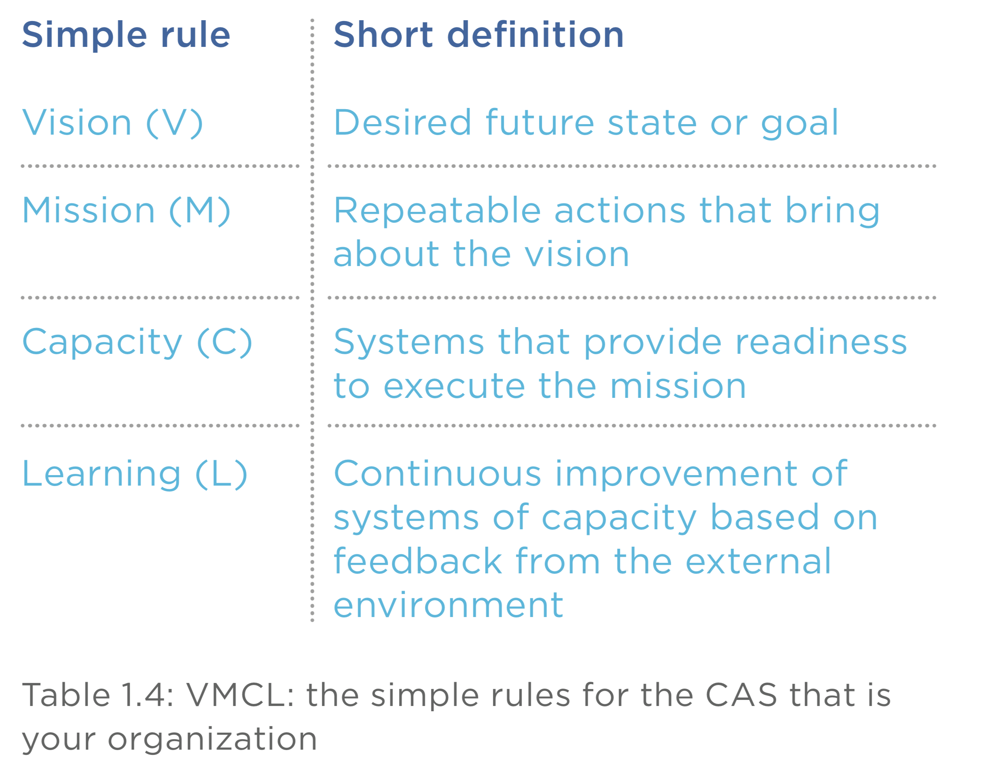 Simple rule
Short definition
Vision (V)
Desired future state or goal
Mission (M)
Repeatable actions that bring
about the vision
Capacity (C)
Systems that provide readiness
to execute the mission
Learning (L)
Continuous improvement of
systems of capacity based on
feedback from the external
environment
Table 1.4: VMCL: the simple rules for the CAS that is
your organization